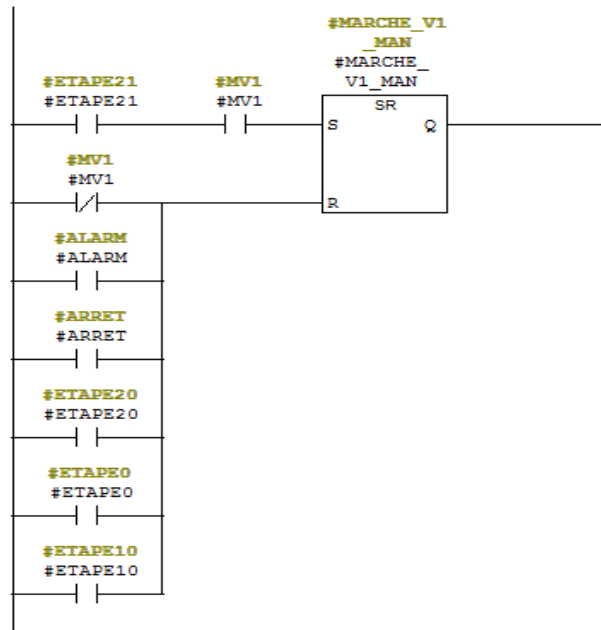 #MARCHE_V1
_MAN
#MARCHE_
V1_MAN
#ETAPE21
#ETAPE21
#MV1
#MV1
SR
S
Q
#MV1
#MV1
R
#ALARM
#ALARM
#ARRET
#ARRET
#ETAPE20
#ETAPE20
#ETAPE0
#ETAPE0
#ETAPE10
#ETAPE10